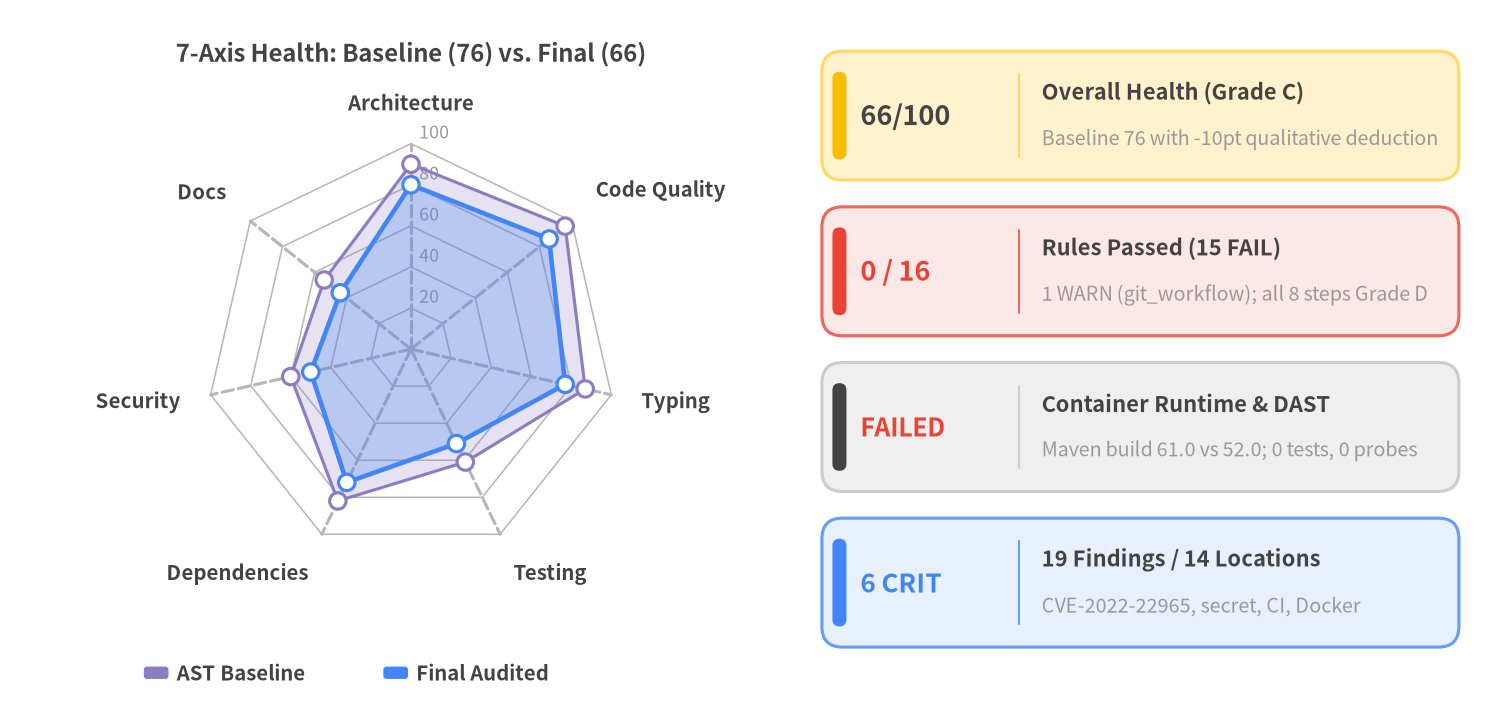 7-Axis Health: Baseline (76) vs. Final (66)
Architecture
100
80
60
40
20
Docs
Code Quality
Security
Typing
Dependencies
Testing
AST Baseline
Final Audited
66/100
Overall Health (Grade C)
Baseline 76 with -10pt qualitative deduction
0 / 16
Rules Passed (15 FAIL)
1 WARN (git_workflow); all 8 steps Grade D
FAILED
Container Runtime & DAST
Maven build 61.0 vs 52.0; 0 tests, 0 probes
6 CRIT
19 Findings / 14 Locations
CVE-2022-22965, secret, CI, Docker